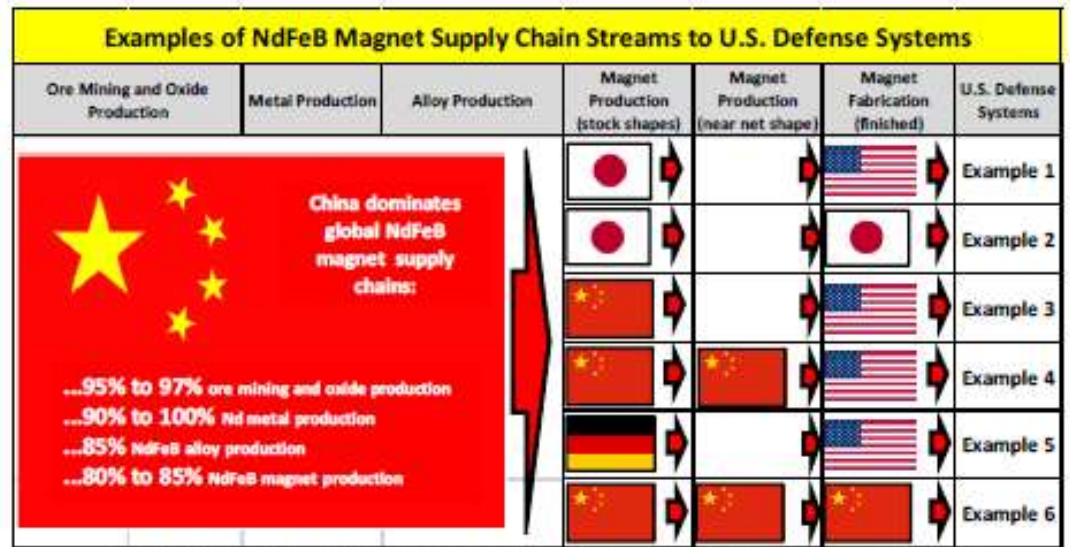 Examples of NdFeB Magnet Supply Chain Streams to U.S. Defense Systems
Ore Mining and Oxide
Production
Metal Production
Alloy Production
Magnet
Production
(stock shapes)
Magnet
Production
(near net shape)
Magnet
Fabrication
(finished)
U.S. Defense
Systems
China dominates
global NdFeB
magnet supply
chains:
...95% to 97% ore mining and oxide production
...90% to 100% Nd metal production
...85% NdFeB alloy production
...80% to 85% NdFeB magnet production
Example 1
Example 2
Example 3
Example 4
Example 5
Example 6